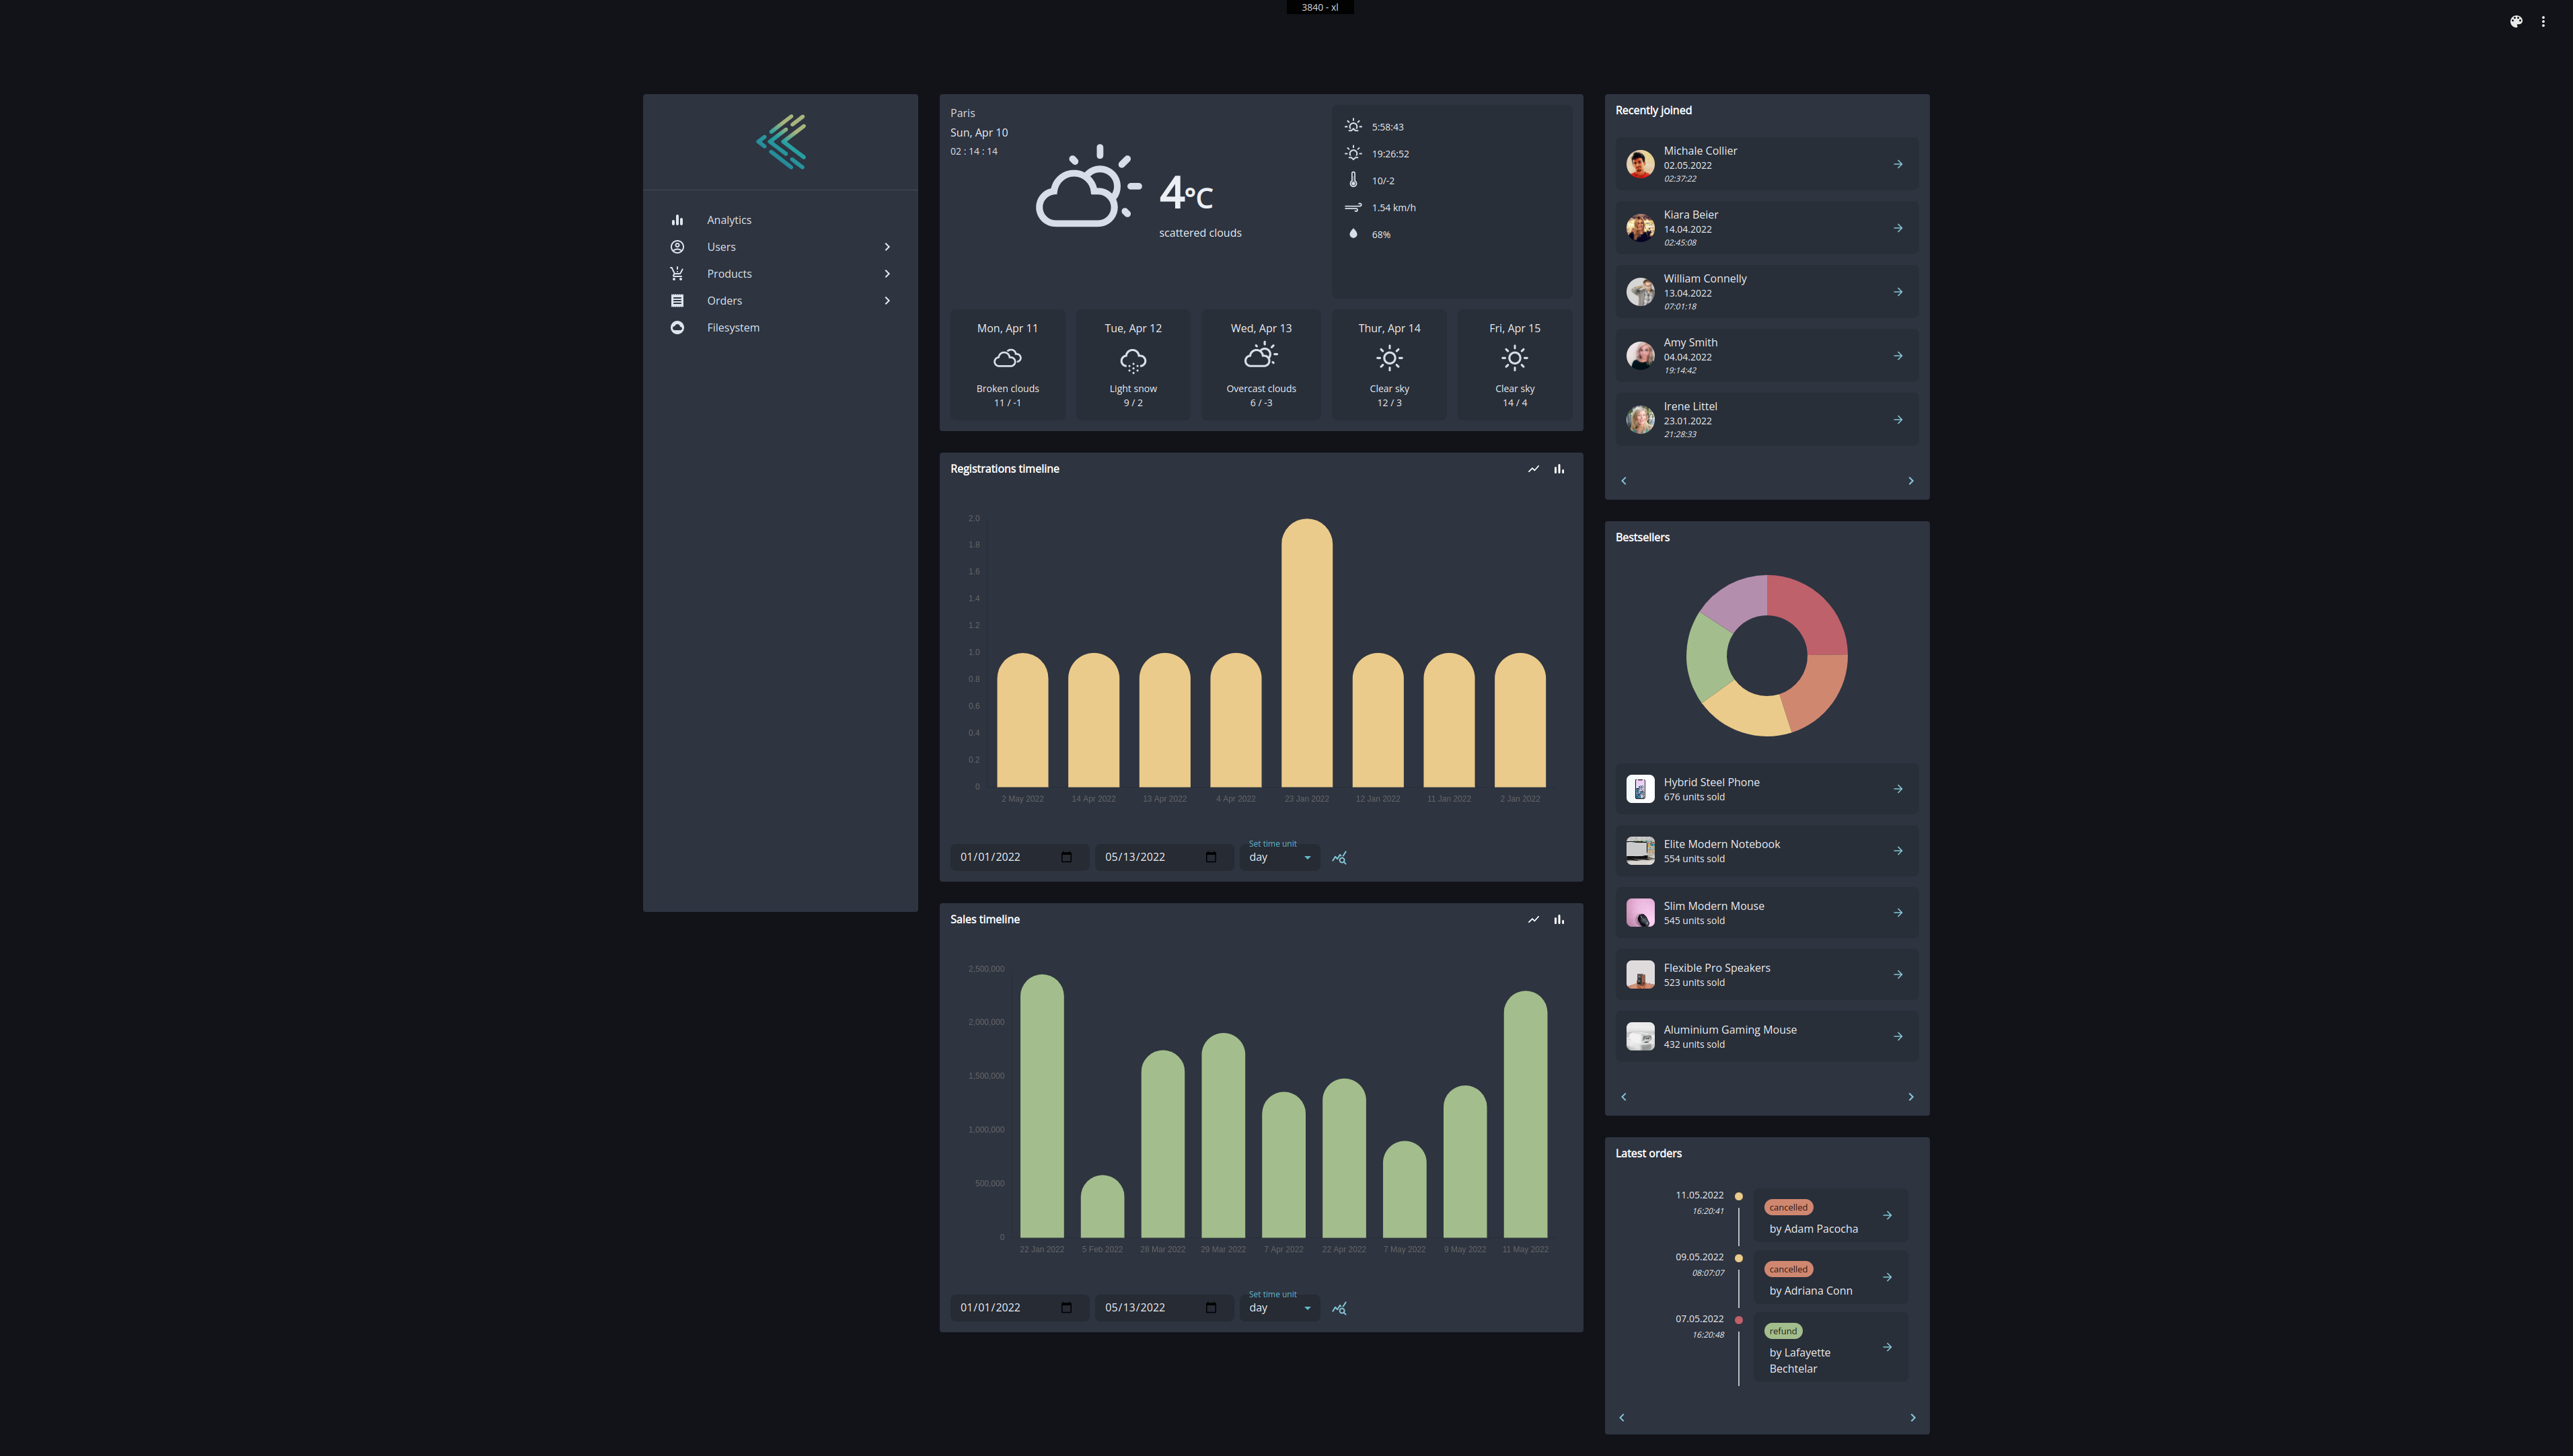 3840 - xl
Analytics
Users
Products
Orders
Filesystem
Paris
Sun, Apr 10
02 : 14 : 14
4°C
scattered clouds
5:58:43
19:26:52
10/-2
1.54 km/h
68%
Mon, Apr 11
Broken clouds
11 / -1
Tue, Apr 12
Light snow
9 / 2
Wed, Apr 13
Overcast clouds
6 / -3
Thur, Apr 14
Clear sky
12 / 3
Fri, Apr 15
Clear sky
14 / 4
Registrations timeline
2.0
1.8
1.6
1.4
1.2
1.0
0.8
0.6
0.4
0.2
0
2 May 2022 14 Apr 2022 13 Apr 2022 4 Apr 2022 23 Jan 2022 12 Jan 2022 11 Jan 2022 2 Jan 2022
Set time unit
01/01/2022 05/13/2022 day
Sales timeline
2,500,000
2,000,000
1,500,000
1,000,000
500,000
0
22 Jan 2022 5 Feb 2022 28 Mar 2022 29 Mar 2022 7 Apr 2022 22 Apr 2022 7 May 2022 9 May 2022 11 May 2022
Set time unit
01/01/2022 05/13/2022 day
Recently joined
Michale Collier
02.05.2022
02:37:22
Kiara Beier
14.04.2022
02:45:08
William Connelly
13.04.2022
07:01:18
Amy Smith
04.04.2022
19:14:42
Irene Littel
23.01.2022
21:28:33
Bestsellers
Hybrid Steel Phone
676 units sold
Elite Modern Notebook
554 units sold
Slim Modern Mouse
545 units sold
Flexible Pro Speakers
523 units sold
Aluminium Gaming Mouse
432 units sold
Latest orders
11.05.2022
16:20:41
cancelled
by Adam Pacocha
09.05.2022
08:07:07
cancelled
by Adriana Conn
07.05.2022
16:20:48
refund
by Lafayette
Bechtelar